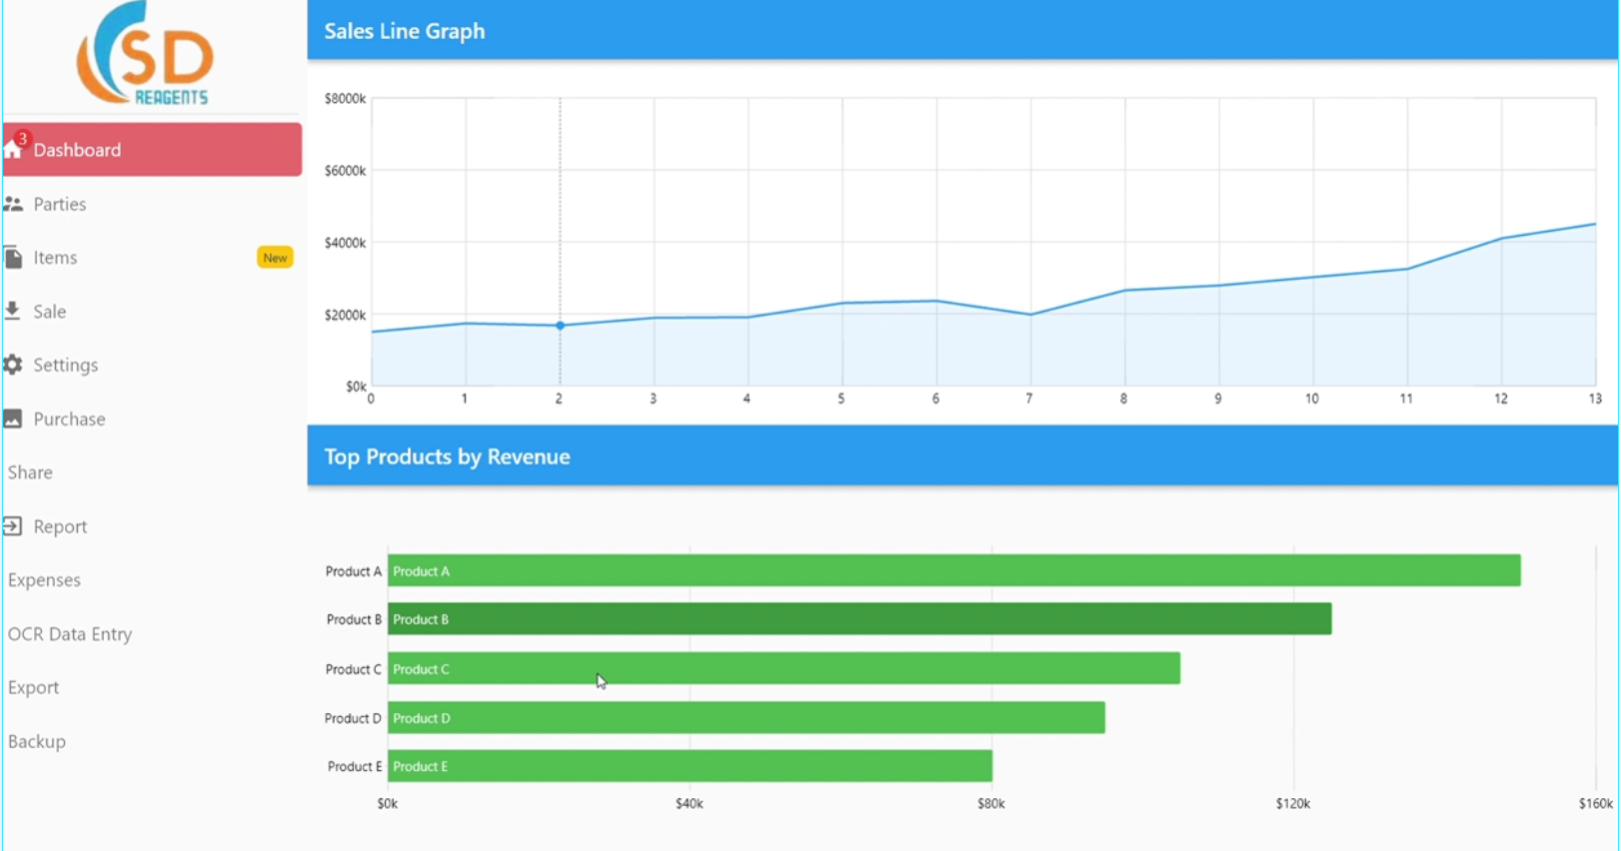 SD
REAGENTS
3
Dashboard
Parties
Items
New
Sale
Settings
Purchase
Share
Report
Expenses
OCR Data Entry
Export
Backup
Sales Line Graph
$8000k
$6000k
$4000k
$2000k
$0k
0 1 2 3 4 5 6 7 8 9 10 11 12 13
Top Products by Revenue
Product A Product A
Product B Product B
Product C Product C
Product D Product D
Product E Product E
$0k $40k $80k $120k $160k